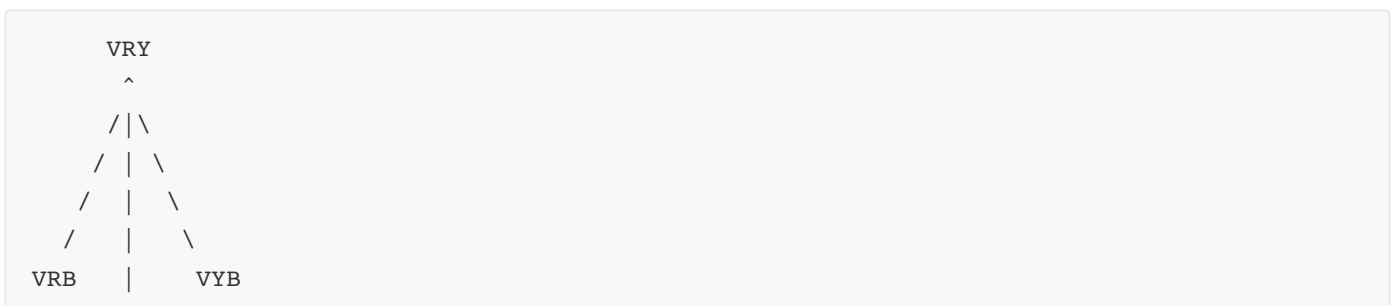 VRY
^
/|\
/ | \
/ | \
/ | \
VRB | VYB